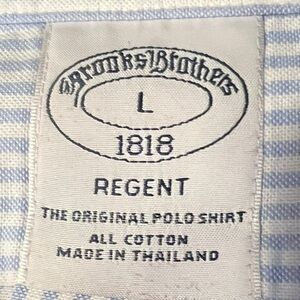 Brooks Brothers
L
1818
REGENT
THE ORIGINAL POLO SHIRT
ALL COTTON
MADE IN THAILAND